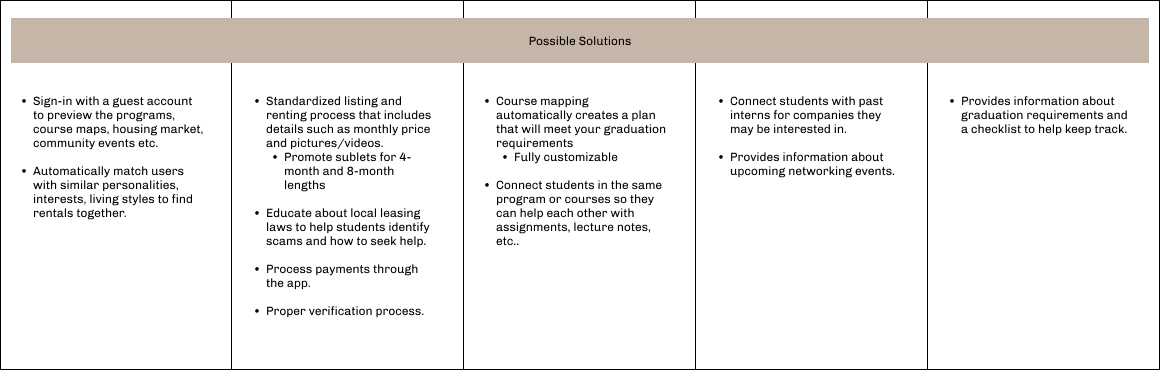 Possible Solutions
• Sign-in with a guest account
to preview the programs,
course maps, housing market,
community events etc.
• Automatically match users
with similar personalities,
interests, living styles to find
rentals together.
• Standardized listing and
renting process that includes
details such as monthly price
and pictures/videos.
• Promote sublets for 4-
month and 8-month
lengths
• Educate about local leasing
laws to help students identify
scams and how to seek help.
• Process payments through
the app.
• Proper verification process.
• Course mapping
automatically creates a plan
that will meet your graduation
requirements
• Fully customizable
• Connect students in the same
program or courses so they
can help each other with
assignments, lecture notes,
etc..
• Connect students with past
interns for companies they
may be interested in.
• Provides information about
upcoming networking events.
• Provides information about
graduation requirements and
a checklist to help keep track.